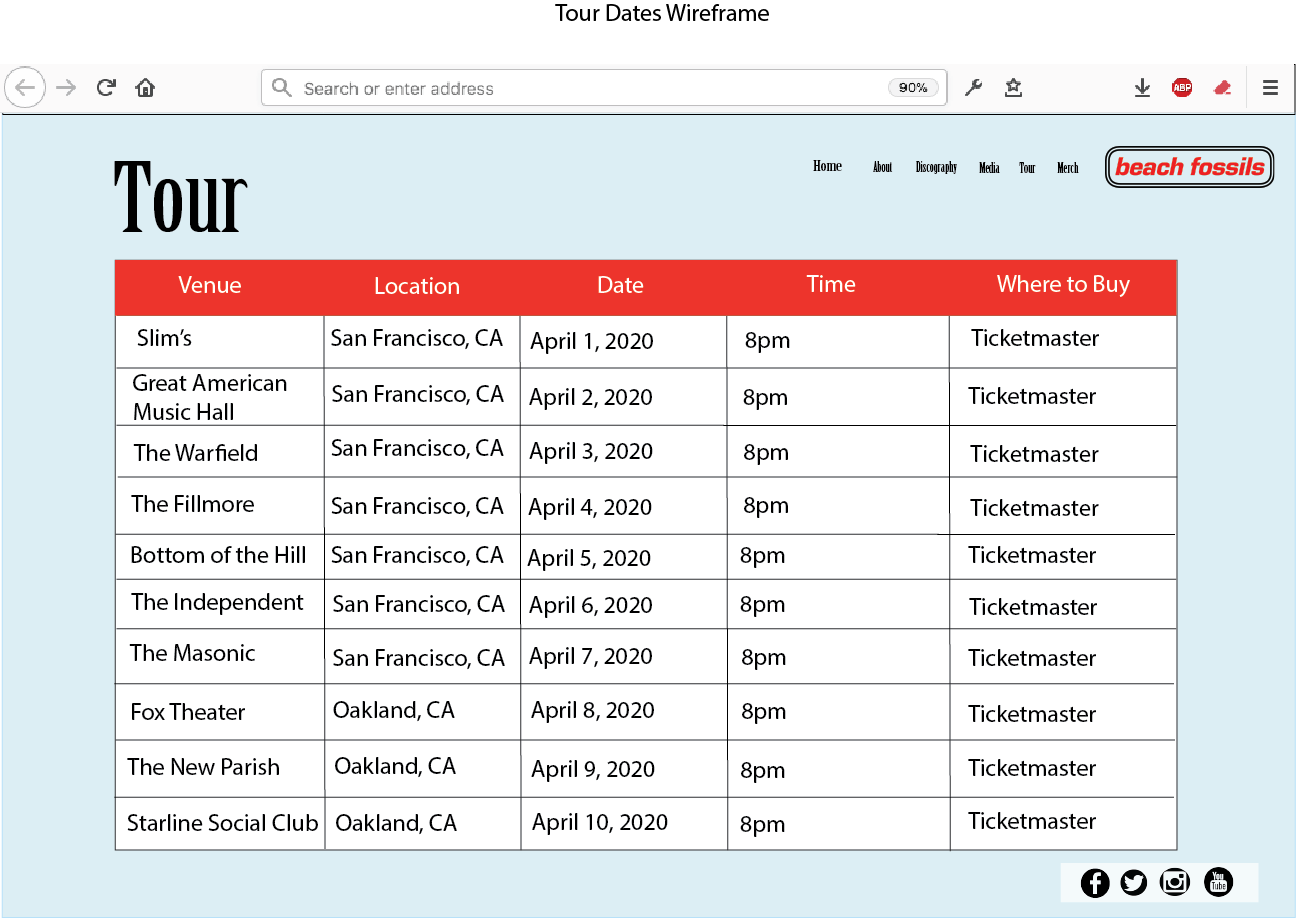 Tour Dates Wireframe
Search or enter address 90% ABP
Tour
Home About Discography Media Tour Merch beach fossils
Venue Location Date Time Where to Buy
Slim’s San Francisco, CA April 1, 2020 8pm Ticketmaster
Great American
Music Hall San Francisco, CA April 2, 2020 8pm Ticketmaster
The Warfield San Francisco, CA April 3, 2020 8pm Ticketmaster
The Fillmore San Francisco, CA April 4, 2020 8pm Ticketmaster
Bottom of the Hill San Francisco, CA April 5, 2020 8pm Ticketmaster
The Independent San Francisco, CA April 6, 2020 8pm Ticketmaster
The Masonic San Francisco, CA April 7, 2020 8pm Ticketmaster
Fox Theater Oakland, CA April 8, 2020 8pm Ticketmaster
The New Parish Oakland, CA April 9, 2020 8pm Ticketmaster
Starline Social Club Oakland, CA April 10, 2020 8pm Ticketmaster
You
Tube